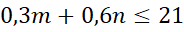 0,3m + 0,6n ≤ 21